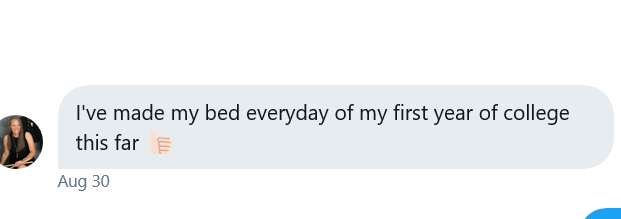 I've made my bed everyday of my first year of college
this far 👍🏻
Aug 30